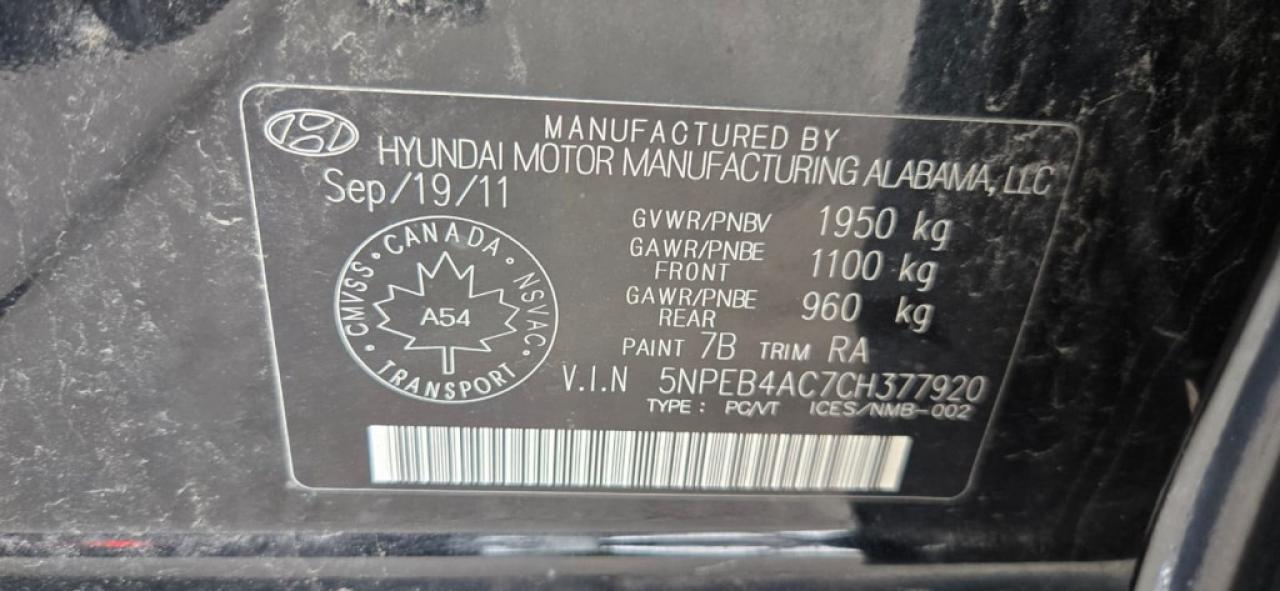 MANUFACTURED BY
HYUNDAI MOTOR MANUFACTURING ALABAMA, LLC
Sep/19/11
GVWR/PNBV 1950 kg
GAWR/PNBE FRONT 1100 kg
GAWR/PNBE REAR 960 kg
PAINT 7B TRIM RA
V.I.N 5NPEB4AC7CH377920
TYPE : PC/VT ICES/NMB-002
CMVSS · CANADA · NSVAC · TRANSPORT
A54